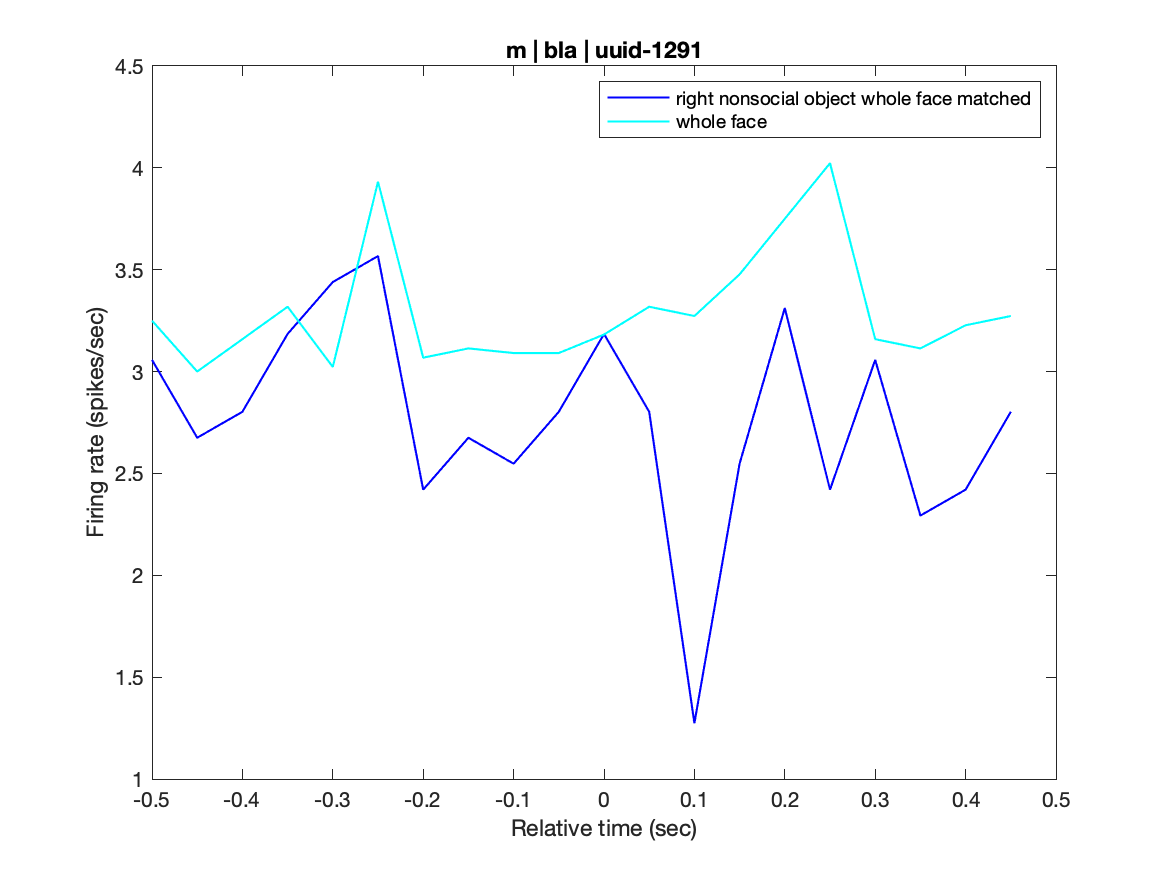 m | bla | uuid-1291
right nonsocial object whole face matched
whole face
Firing rate (spikes/sec)
4.5
4
3.5
3
2.5
2
1.5
1
-0.5 -0.4 -0.3 -0.2 -0.1 0 0.1 0.2 0.3 0.4 0.5
Relative time (sec)